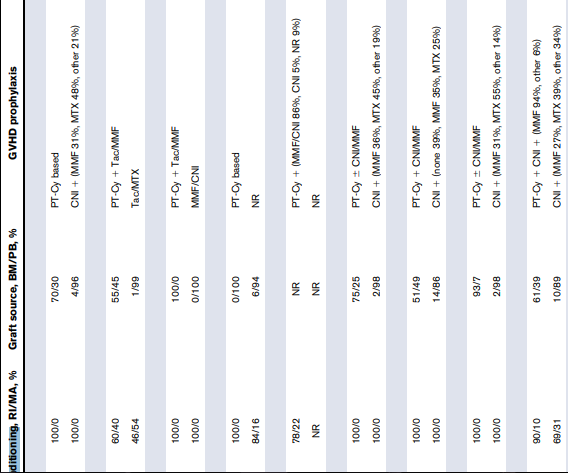 ditioning, RI/MA, % Graft source, BM/PB, % GVHD prophylaxis
100/0 70/30 PT-Cy based
100/0 4/96 CNI + (MMF 31%, MTX 48%, other 21%)
60/40 55/45 PT-Cy + Tac/MMF
46/54 1/99 Tac/MTX
100/0 100/0 PT-Cy + Tac/MMF
100/0 0/100 MMF/CNI
100/0 0/100 PT-Cy based
84/16 6/94 NR
78/22 NR PT-Cy + (MMF/CNI 86%, CNI 5%, NR 9%)
NR NR NR
100/0 75/25 PT-Cy ± CNI/MMF
100/0 2/98 CNI + (MMF 36%, MTX 45%, other 19%)
100/0 51/49 PT-Cy + CNI/MMF
100/0 14/86 CNI + (none 39%, MMF 35%, MTX 25%)
100/0 93/7 PT-Cy ± CNI/MMF
100/0 2/98 CNI + (MMF 31%, MTX 55%, other 14%)
90/10 61/39 PT-Cy + CNI + (MMF 94%, other 6%)
69/31 10/89 CNI + (MMF 27%, MTX 39%, other 34%)